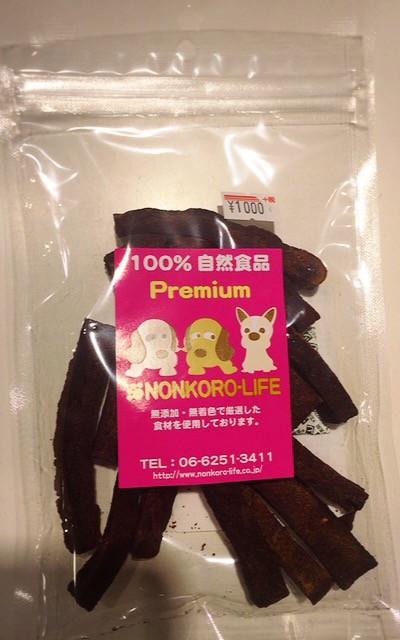 +税
¥1000
100% 自然食品
Premium
NONKORO-LIFE
無添加・無着色で厳選した
食材を使用しております。
TEL : 06-6251-3411
http://www.nonkoro-life.co.jp/